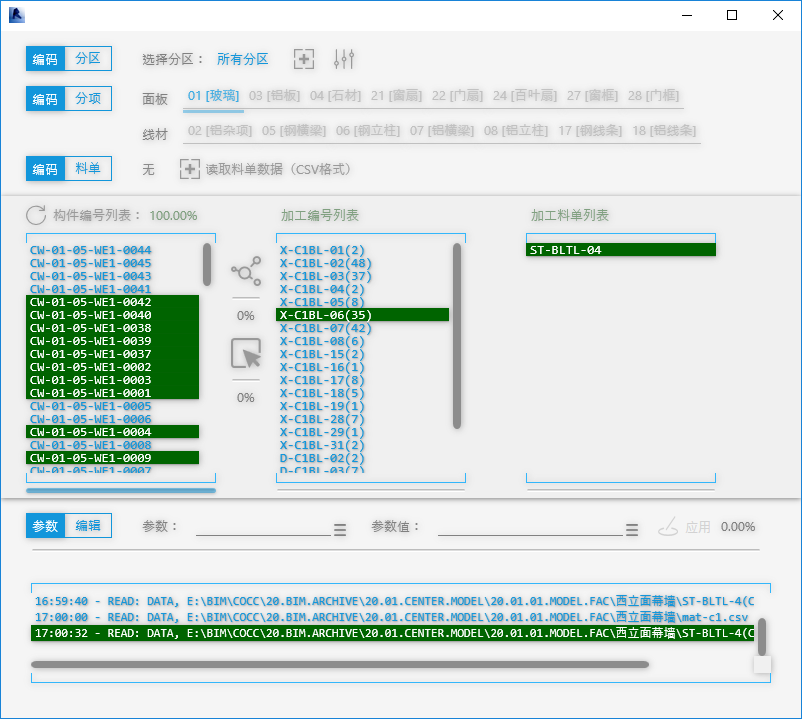 编码 分区 选择分区： 所有分区
编码 分项 面板 01 [玻璃] 03 [铝板] 04 [石材] 21 [窗扇] 22 [门扇] 24 [百叶扇] 27 [窗框] 28 [门框]
线材 02 [铝杂项] 05 [钢横梁] 06 [钢立柱] 07 [铝横梁] 08 [铝立柱] 17 [钢线条] 18 [铝线条]
编码 料单 无 读取料单数据（CSV格式）
构件编号列表： 100.00%
CW-01-05-WE1-0044
CW-01-05-WE1-0045
CW-01-05-WE1-0043
CW-01-05-WE1-0041
CW-01-05-WE1-0042
CW-01-05-WE1-0040
CW-01-05-WE1-0038
CW-01-05-WE1-0039
CW-01-05-WE1-0037
CW-01-05-WE1-0002
CW-01-05-WE1-0003
CW-01-05-WE1-0001
CW-01-05-WE1-0005
CW-01-05-WE1-0006
CW-01-05-WE1-0004
CW-01-05-WE1-0008
CW-01-05-WE1-0009
CW-01-05-WE1-0007
0%
0%
加工编号列表
X-C1BL-01(2)
X-C1BL-02(48)
X-C1BL-03(37)
X-C1BL-04(2)
X-C1BL-05(8)
X-C1BL-06(35)
X-C1BL-07(42)
X-C1BL-08(6)
X-C1BL-15(2)
X-C1BL-16(1)
X-C1BL-17(8)
X-C1BL-18(5)
X-C1BL-19(1)
X-C1BL-28(7)
X-C1BL-29(1)
X-C1BL-31(2)
D-C1BL-02(2)
D-C1BL-03(7)
加工料单列表
ST-BLTL-04
参数 编辑 参数： 参数值： 应用 0.00%
16:59:40 - READ: DATA, E:\BIM\COCC\20.BIM.ARCHIVE\20.01.CENTER.MODEL\20.01.01.MODEL.FAC\西立面幕墙\ST-BLTL-4(C
17:00:00 - READ: DATA, E:\BIM\COCC\20.BIM.ARCHIVE\20.01.CENTER.MODEL\20.01.01.MODEL.FAC\西立面幕墙\mat-c1.csv
17:00:32 - READ: DATA, E:\BIM\COCC\20.BIM.ARCHIVE\20.01.CENTER.MODEL\20.01.01.MODEL.FAC\西立面幕墙\ST-BLTL-4(C